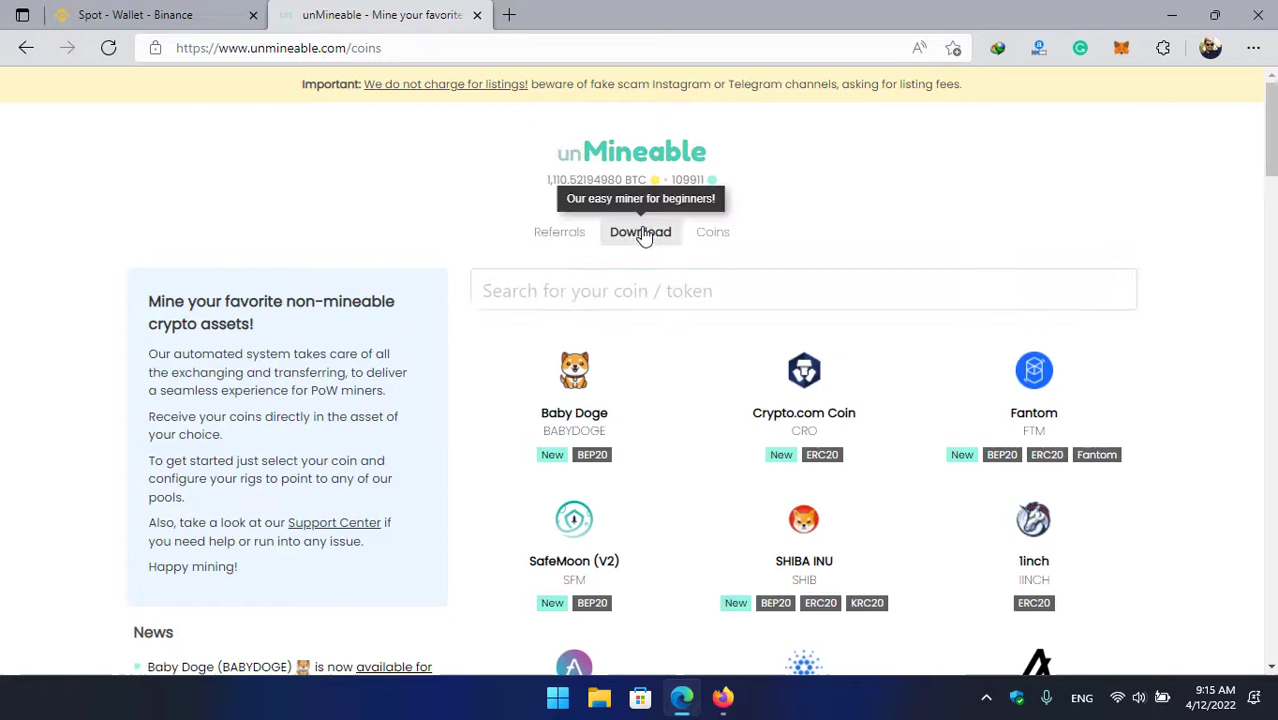 Spot - Wallet - Binance
unMineable - Mine your favorite
https://www.unmineable.com/coins
Important: We do not charge for listings! beware of fake scam Instagram or Telegram channels, asking for listing fees.
unMineable
1,110.52194980 BTC • 109911
Our easy miner for beginners!
Referrals Download Coins
Search for your coin / token
Mine your favorite non-mineable
crypto assets!
Our automated system takes care of all
the exchanging and transferring, to deliver
a seamless experience for PoW miners.
Receive your coins directly in the asset of
your choice.
To get started just select your coin and
configure your rigs to point to any of our
pools.
Also, take a look at our Support Center if
you need help or run into any issue.
Happy mining!
News
Baby Doge (BABYDOGE) is now available for
Baby Doge
BABYDOGE
New BEP20
Crypto.com Coin
CRO
New ERC20
Fantom
FTM
New BEP20 ERC20 Fantom
SafeMoon (V2)
SFM
New BEP20
SHIBA INU
SHIB
New BEP20 ERC20 KRC20
1inch
1INCH
ERC20
ENG
9:15 AM
4/12/2022